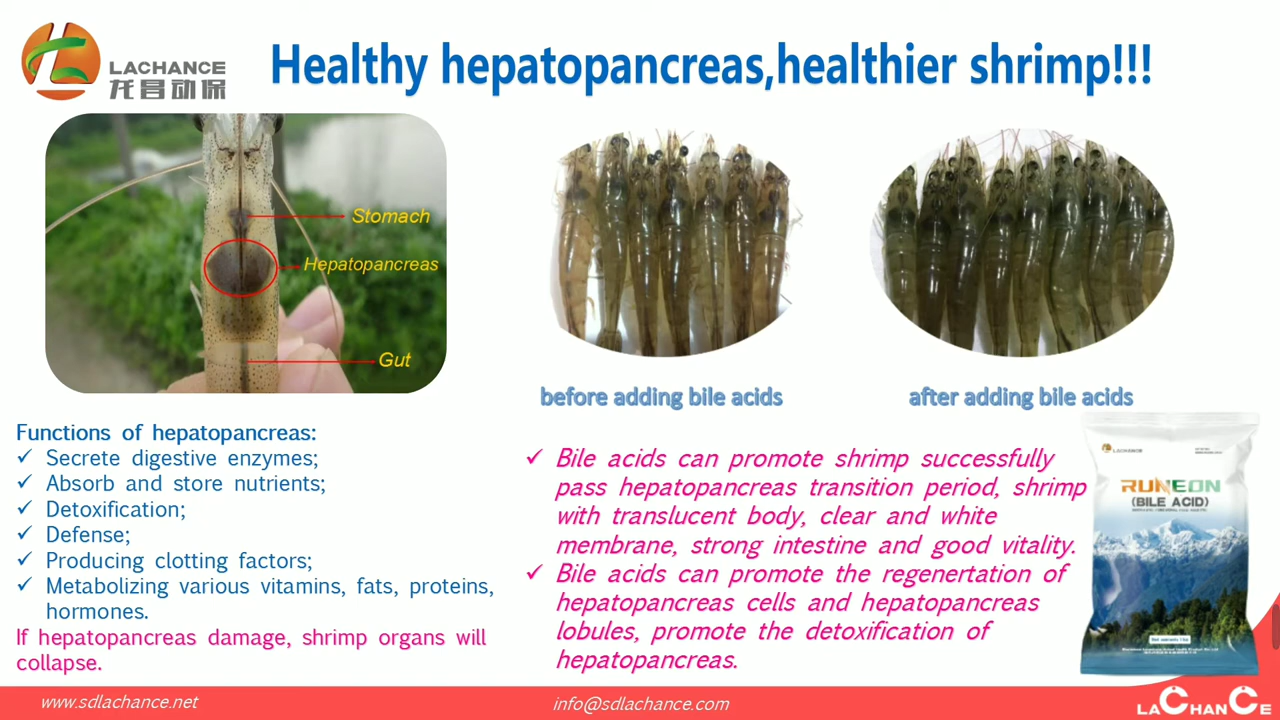 LACHANCE
龙昌动保
Healthy hepatopancreas,healthier shrimp!!!
Stomach
Hepatopancreas
Gut
before adding bile acids
after adding bile acids
Functions of hepatopancreas:
✓ Secrete digestive enzymes;
✓ Absorb and store nutrients;
✓ Detoxification;
✓ Defense;
✓ Producing clotting factors;
✓ Metabolizing various vitamins, fats, proteins,
hormones.
If hepatopancreas damage, shrimp organs will
collapse.
✓ Bile acids can promote shrimp successfully
pass hepatopancreas transition period, shrimp
with translucent body, clear and white
membrane, strong intestine and good vitality.
✓ Bile acids can promote the regenertation of
hepatopancreas cells and hepatopancreas
lobules, promote the detoxification of
hepatopancreas.
LACHANCE
RUNEON
(BILE ACID)
www.sdlachance.net
info@sdlachance.com
LACHANCE